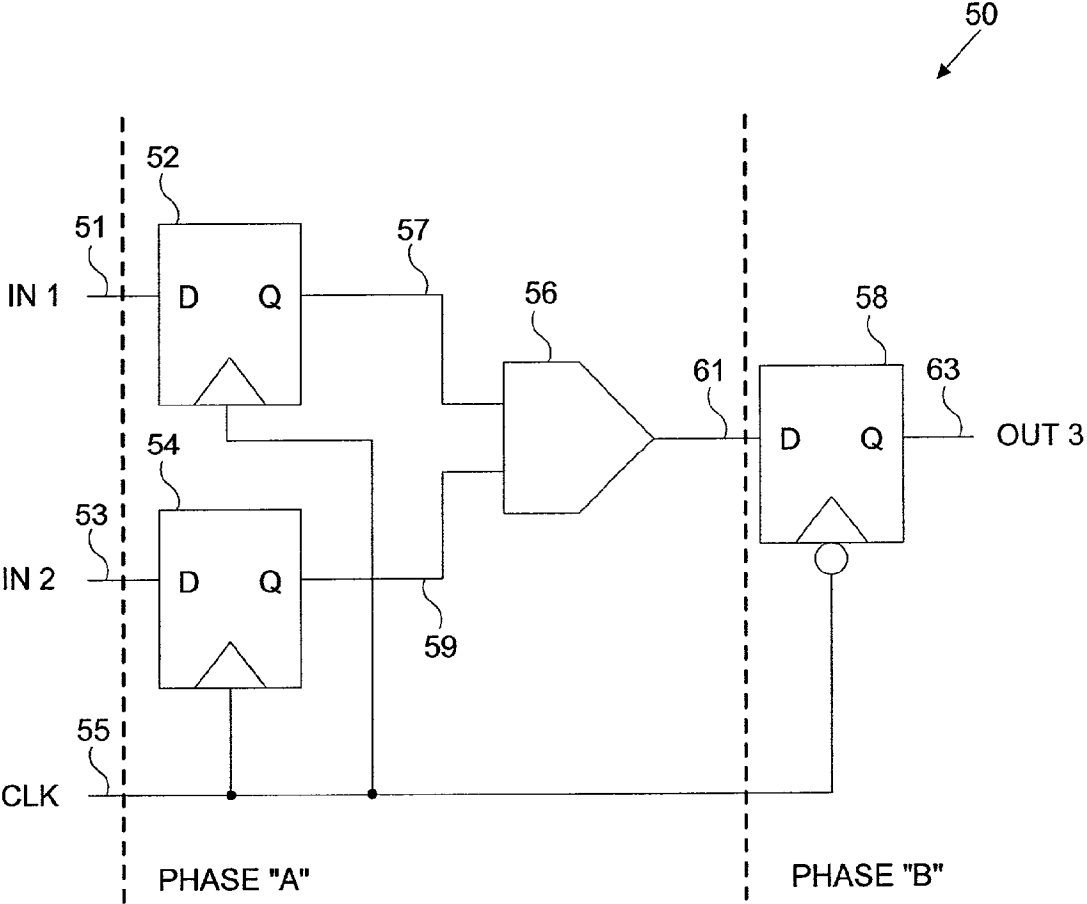 50
52
51
57
IN 1
D
Q
56
58
61
63
D
Q
OUT 3
54
53
IN 2
D
Q
59
55
CLK
PHASE "A"
PHASE "B"